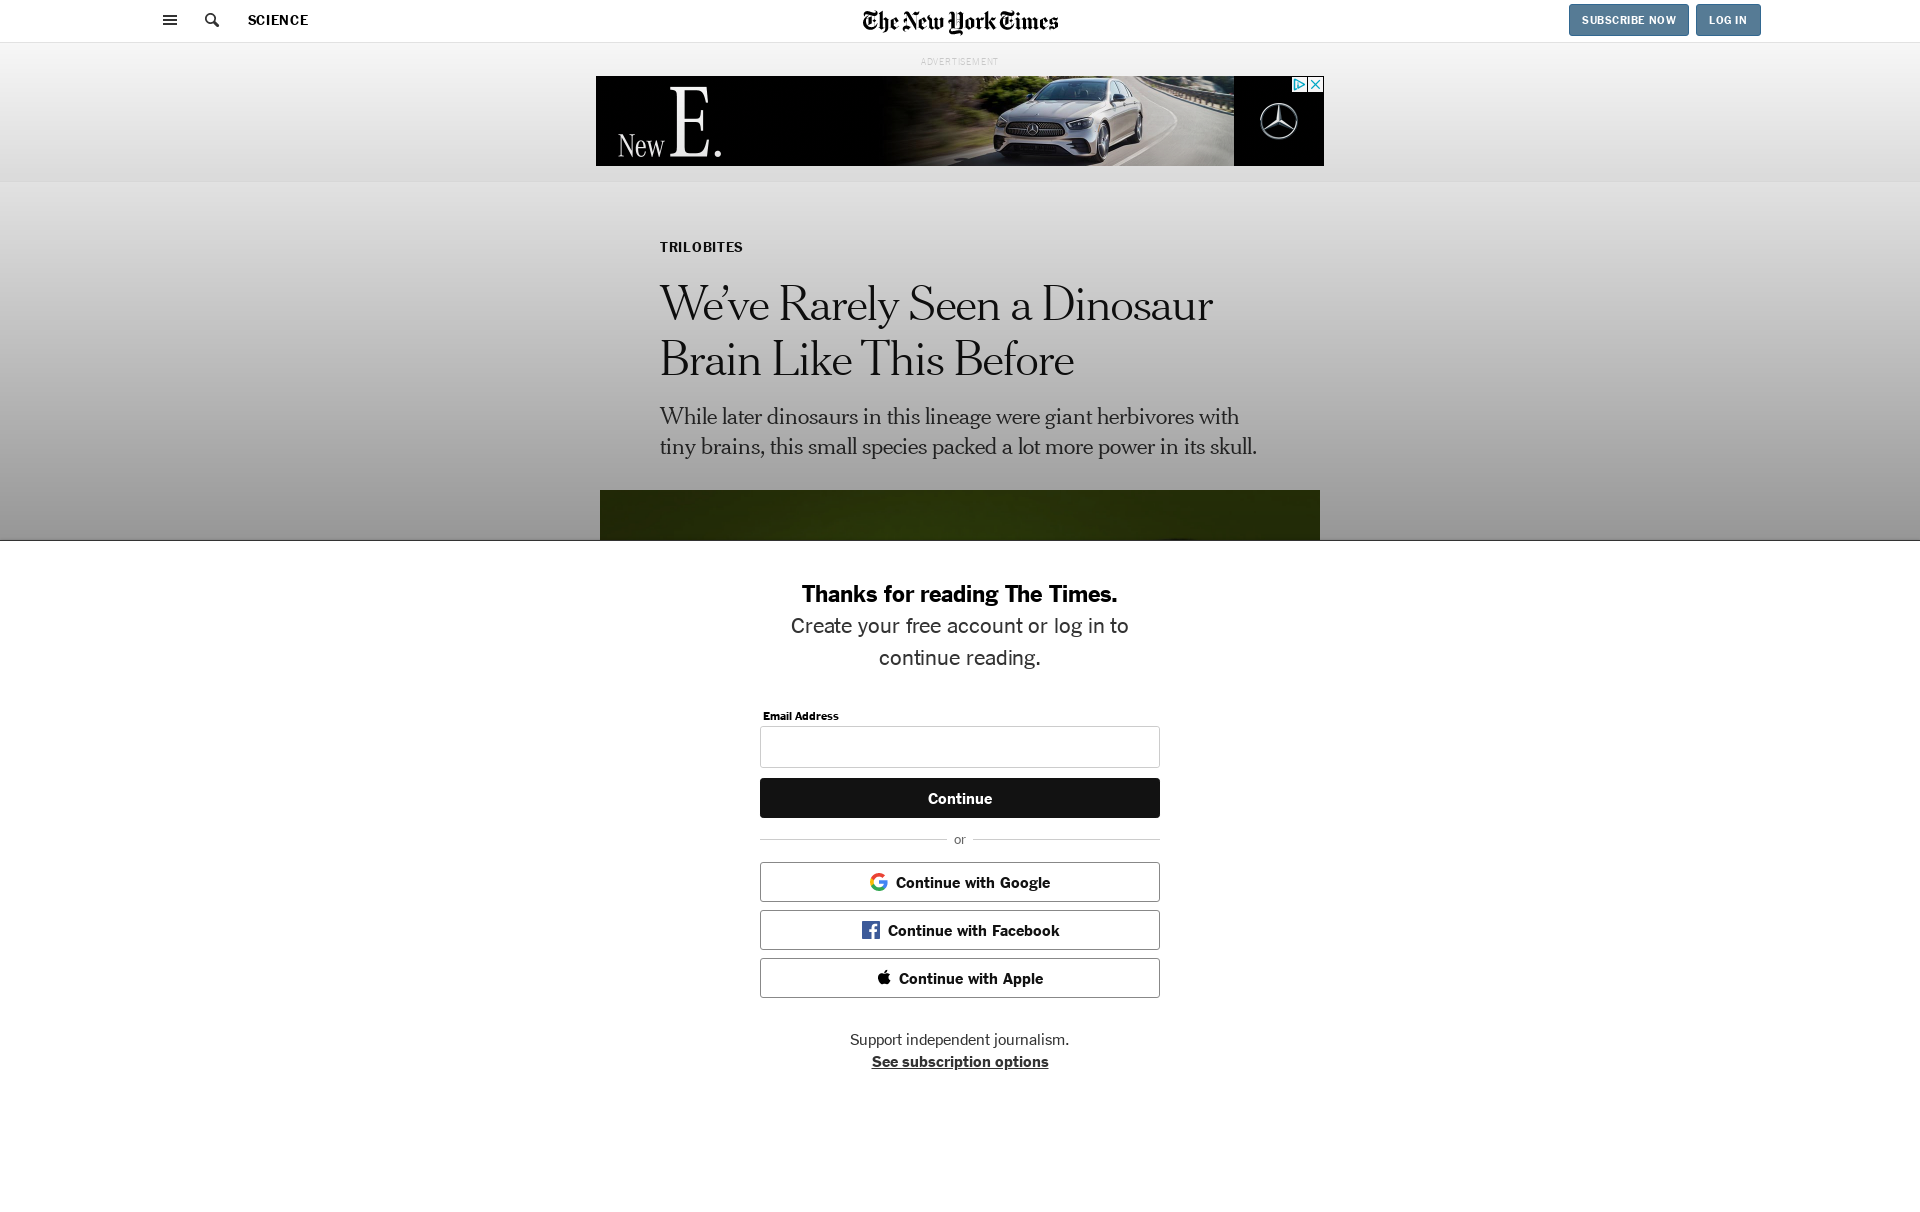 SCIENCE
The New York Times
SUBSCRIBE NOW
LOG IN
ADVERTISEMENT
New E.
TRILOBITES
We’ve Rarely Seen a Dinosaur
Brain Like This Before
While later dinosaurs in this lineage were giant herbivores with
tiny brains, this small species packed a lot more power in its skull.
Thanks for reading The Times.
Create your free account or log in to
continue reading.
Email Address
Continue
or
Continue with Google
Continue with Facebook
Continue with Apple
Support independent journalism.
See subscription options